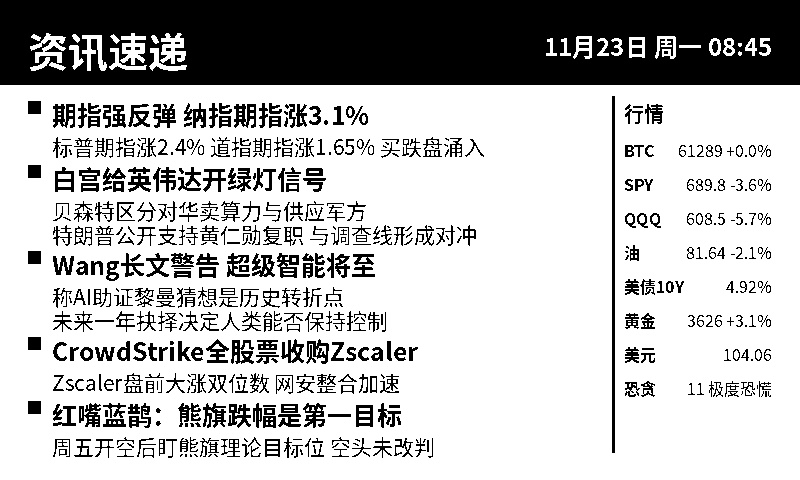 资讯速递
11月23日 周一 08:45
期指强反弹 纳指期指涨3.1%
标普期指涨2.4% 道指期指涨1.65% 买跌盘涌入
白宫给英伟达开绿灯信号
贝森特区分对华卖算力与供应军方
特朗普公开支持黄仁勋复职 与调查线形成对冲
Wang长文警告 超级智能将至
称AI助证黎曼猜想是历史转折点
未来一年抉择决定人类能否保持控制
CrowdStrike全股票收购Zscaler
Zscaler盘前大涨双位数 网安整合加速
红嘴蓝鹊：熊旗跌幅是第一目标
周五开空后盯熊旗理论目标位 空头未改判
行情
BTC 61289 +0.0%
SPY 689.8 -3.6%
QQQ 608.5 -5.7%
油 81.64 -2.1%
美债10Y 4.92%
黄金 3626 +3.1%
美元 104.06
恐贪 11 极度恐慌